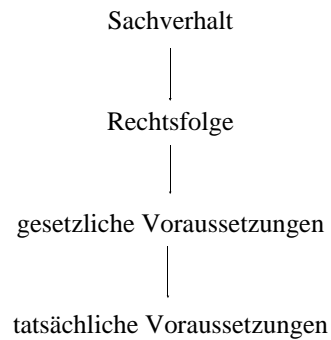 Sachverhalt
Rechtsfolge
gesetzliche Voraussetzungen
tatsächliche Voraussetzungen